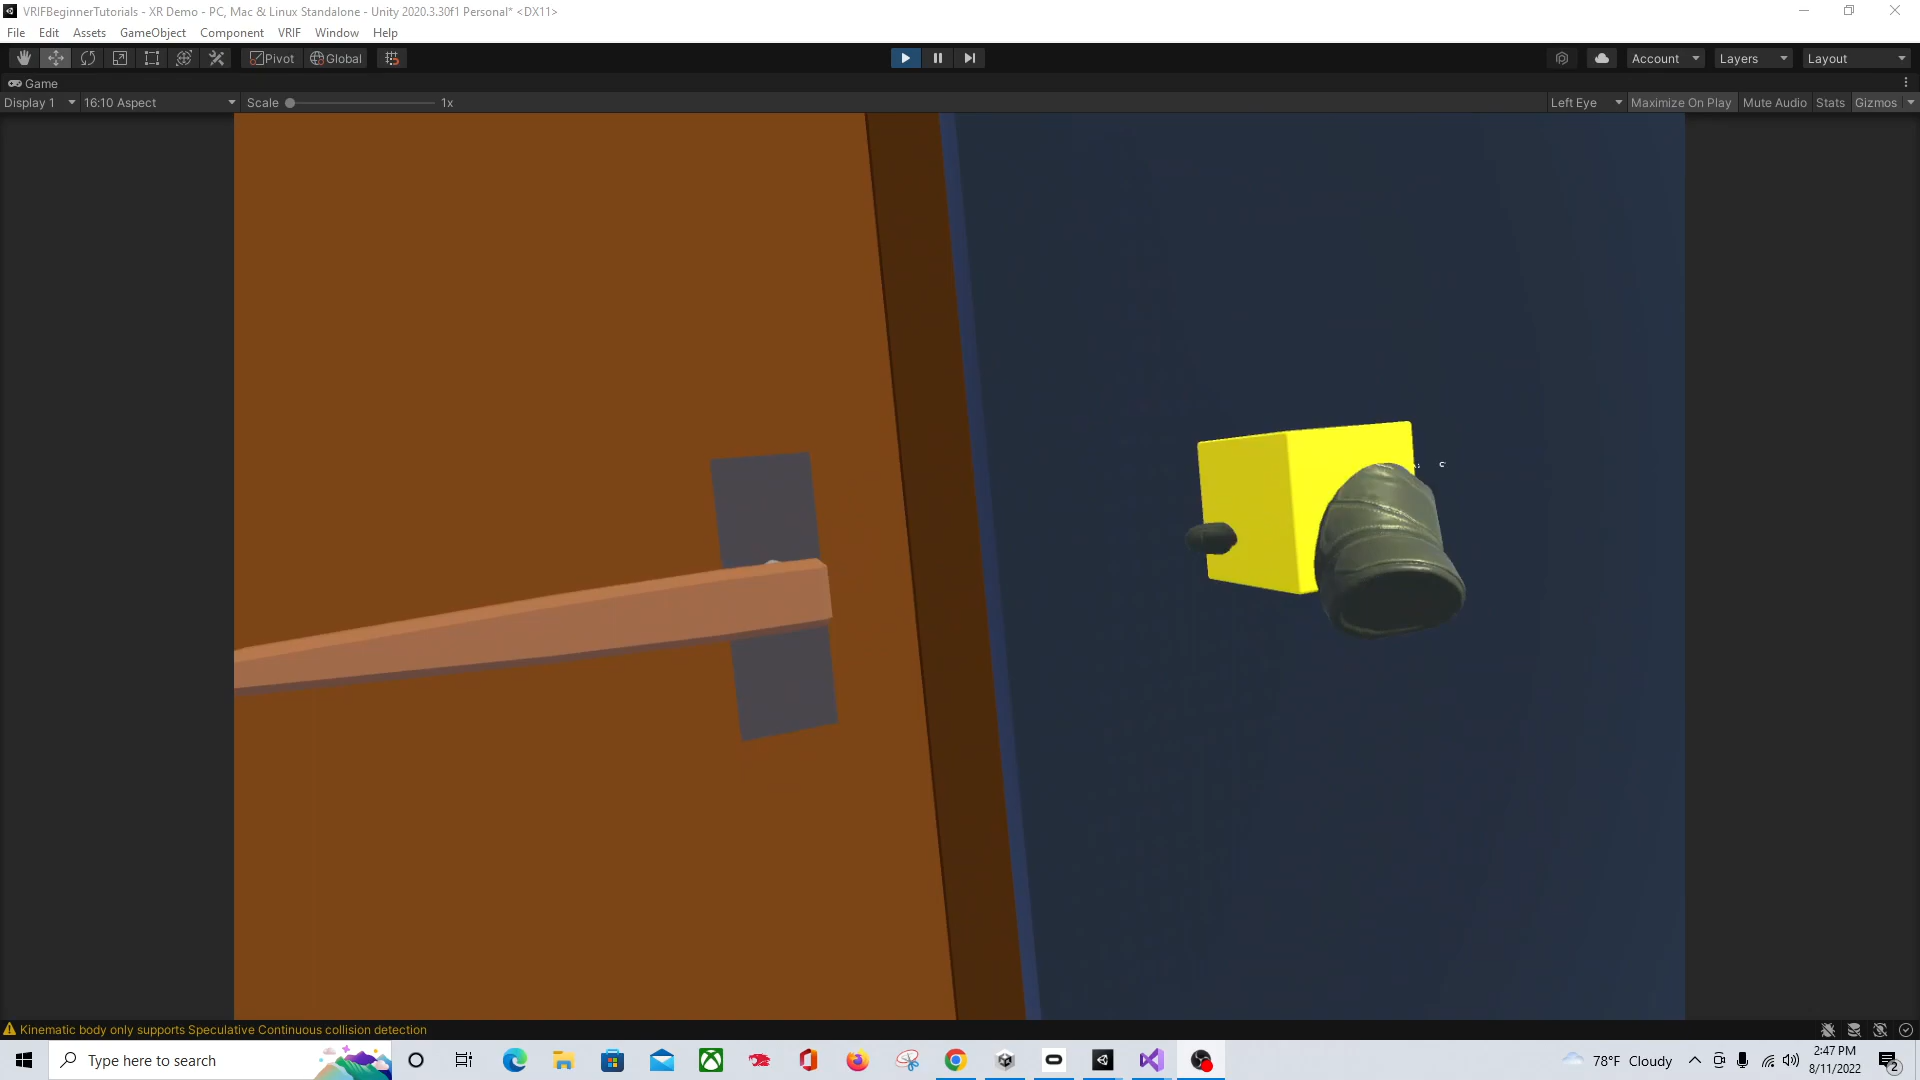 VRIFBeginnerTutorials - XR Demo - PC, Mac & Linux Standalone - Unity 2020.3.30f1 Personal* <DX11>
File Edit Assets GameObject Component VRIF Window Help
Pivot Global Account Layers Layout
Game
Display 1 16:10 Aspect Scale 1x Left Eye Maximize On Play Mute Audio Stats Gizmos
Kinematic body only supports Speculative Continuous collision detection
Type here to search 78°F Cloudy 2:47 PM
8/11/2022 2